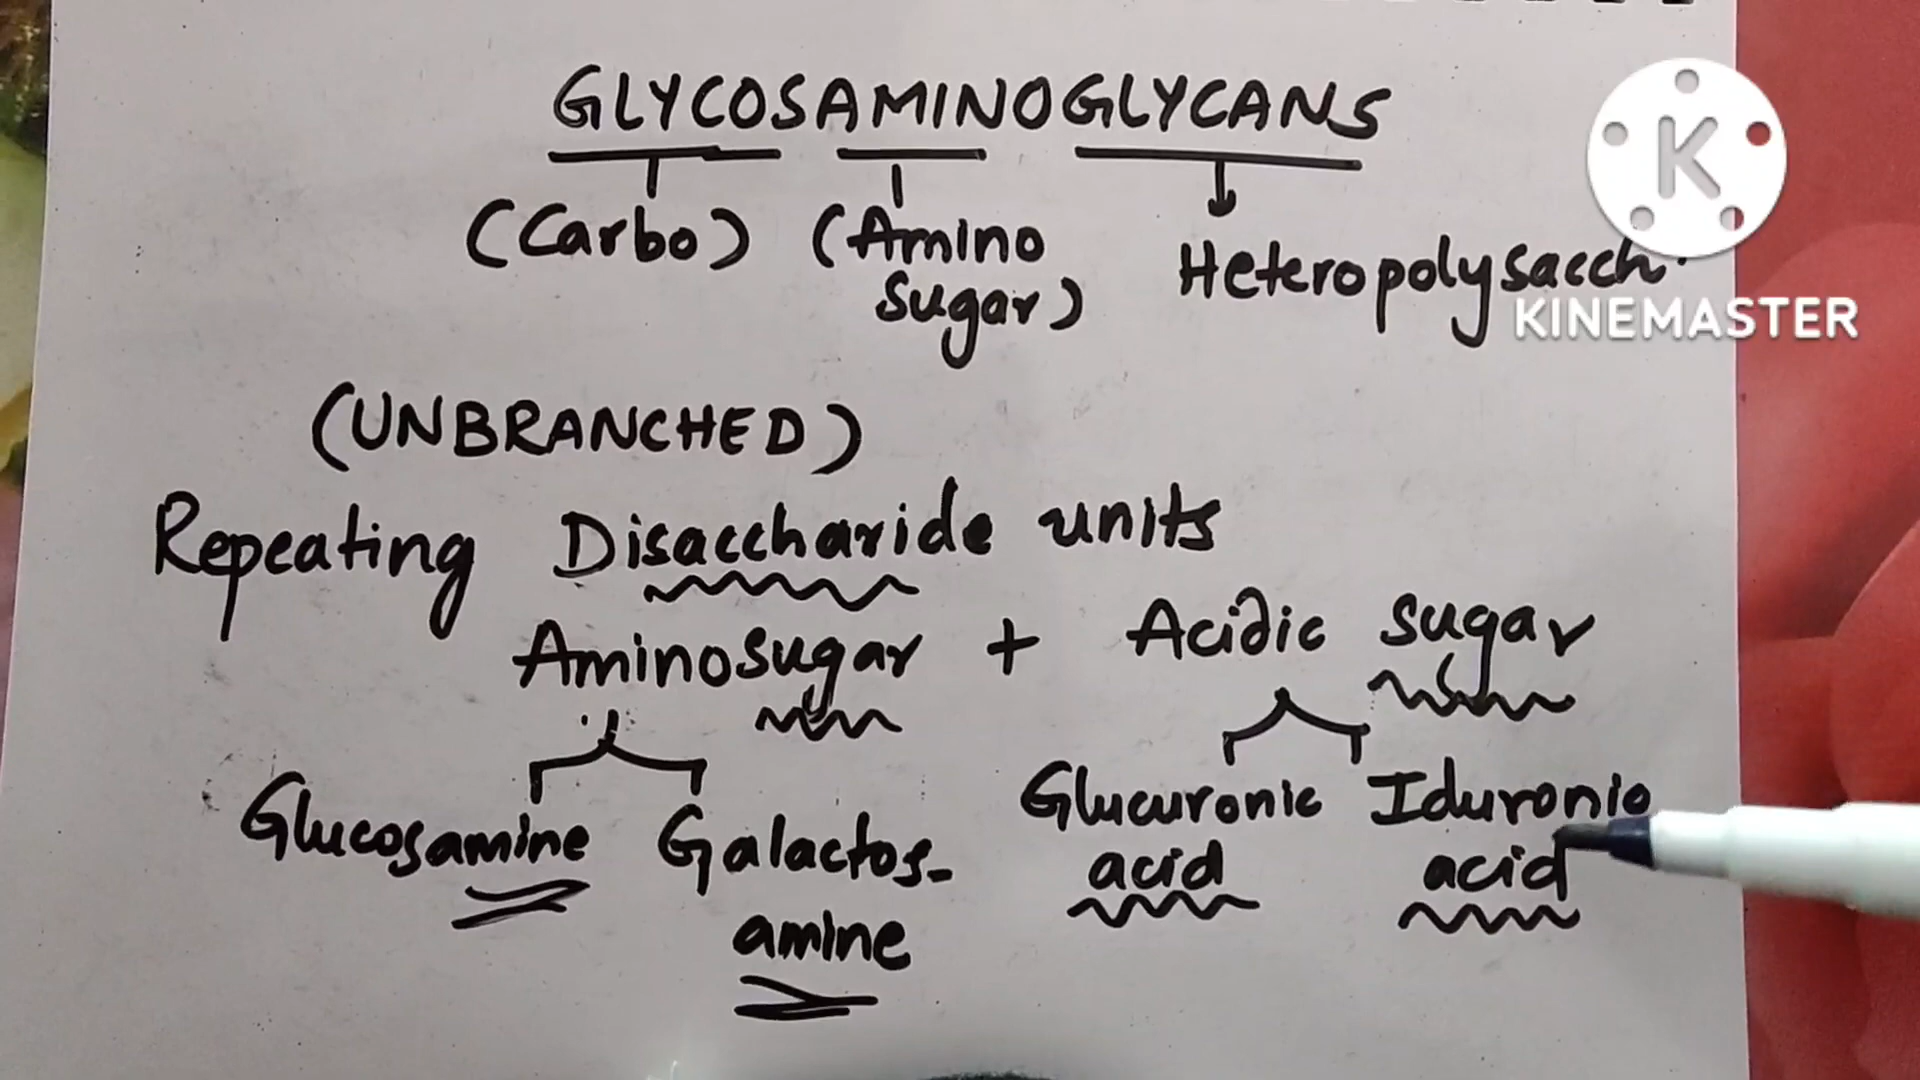 GLYCOSAMINOGLYCANS
(Carbo) (Amino Sugar) Heteropolysacch.
K
KINEMASTER
(UNBRANCHED)
Repeating Disaccharide units
Aminosugar + Acidic sugar
Glucosamine Galactos-amine Glucuronic acid Iduronic acid